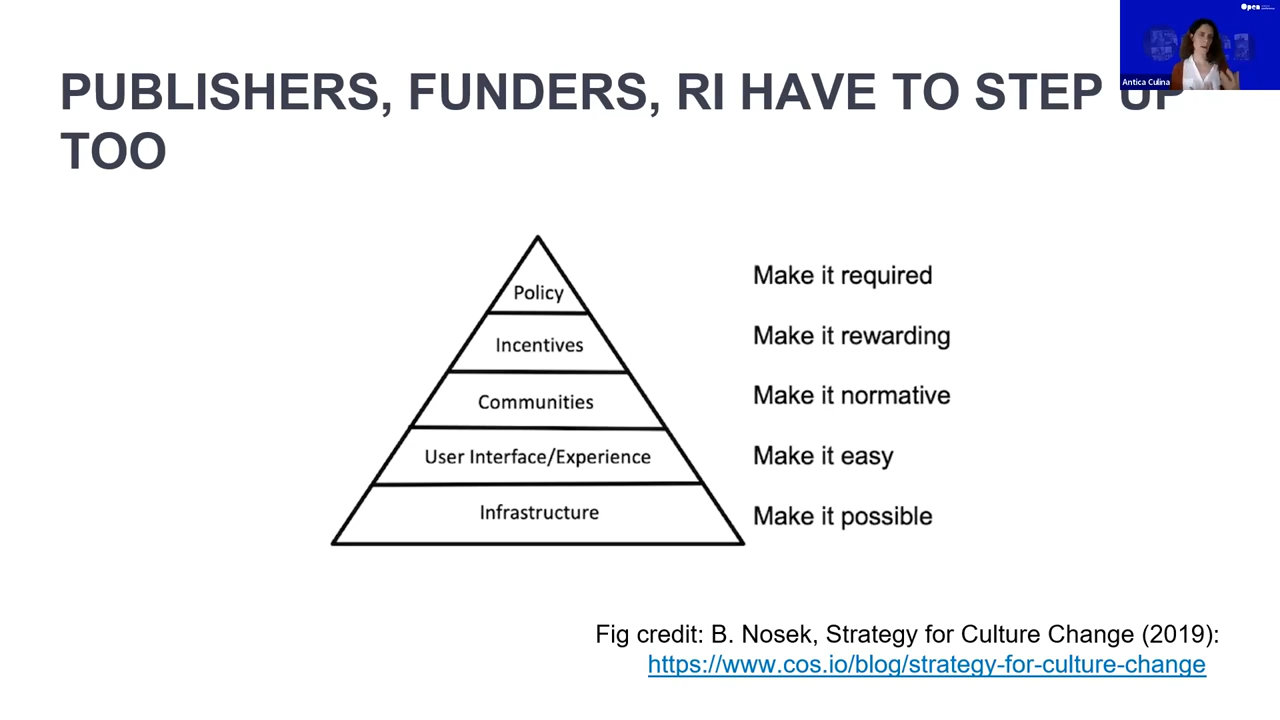 Open
Antica Culina
PUBLISHERS, FUNDERS, RI HAVE TO STEP UP
TOO
Policy
Make it required
Incentives
Make it rewarding
Communities
Make it normative
User Interface/Experience
Make it easy
Infrastructure
Make it possible
Fig credit: B. Nosek, Strategy for Culture Change (2019):
https://www.cos.io/blog/strategy-for-culture-change